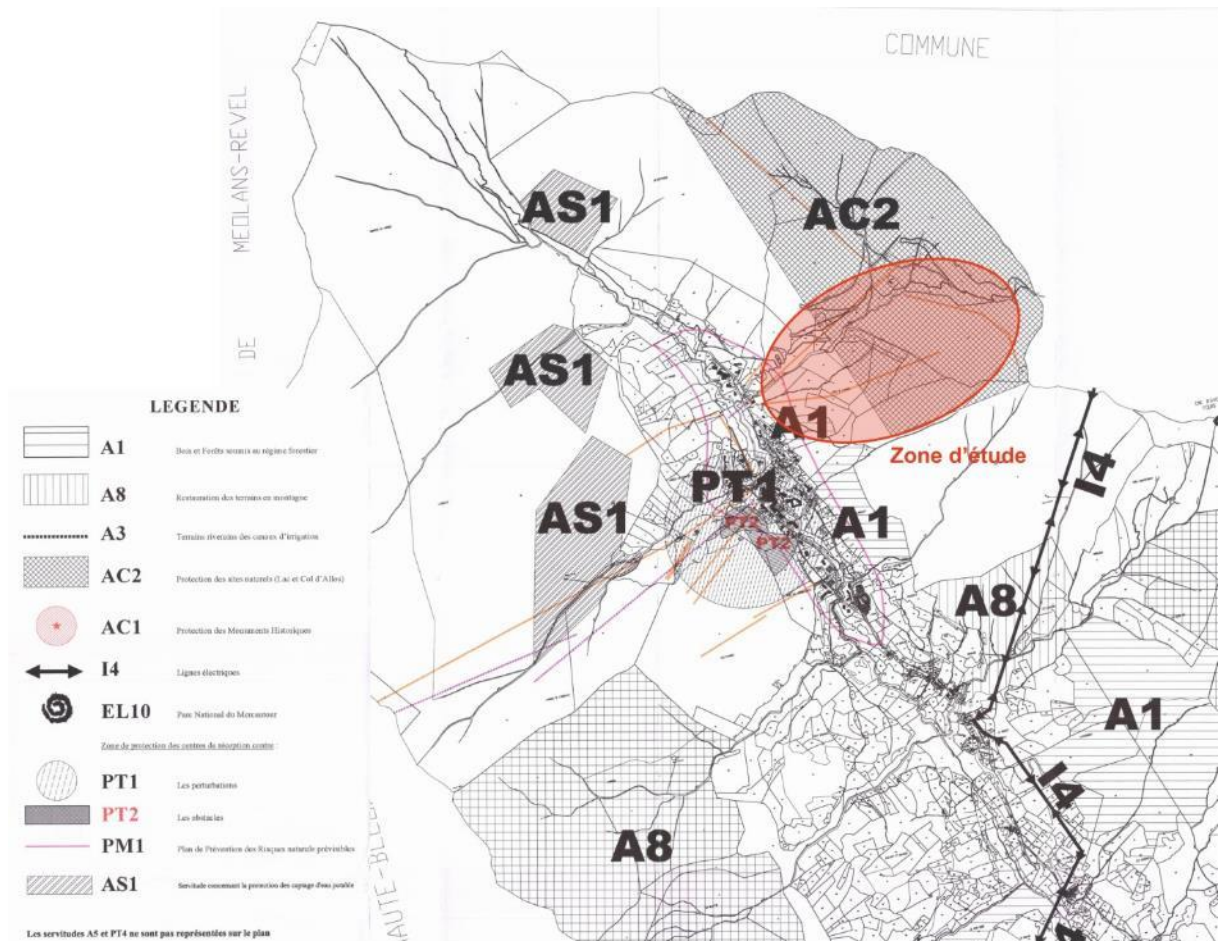 COMMUNE
MEOLANS-REVEL
DE
AS1
AC2
AS1
A1
Zone d'étude
I4
PT1
AS1
PT2
PT2
A1
A8
A1
I4
A8
LEGENDE
A1 Bois et Forêts soumis au régime forestier
A8 Restauration des terrains en montagne
A3 Terrains riverains des canaux d'irrigation
AC2 Protection des sites naturels (Lac et Col d'Allos)
AC1 Protection des Monuments Historiques
I4 Lignes électriques
EL10 Parc National du Mercantour
Zone de protection des centres de réception contre
PT1 Les perturbations
PT2 Les obstacles
PM1 Plan de Prévention des Risques naturels prévisibles
AS1 Servitude concernant la protection des captage d'eau potable
Les servitudes A5 et PT4 ne sont pas représentées sur le plan